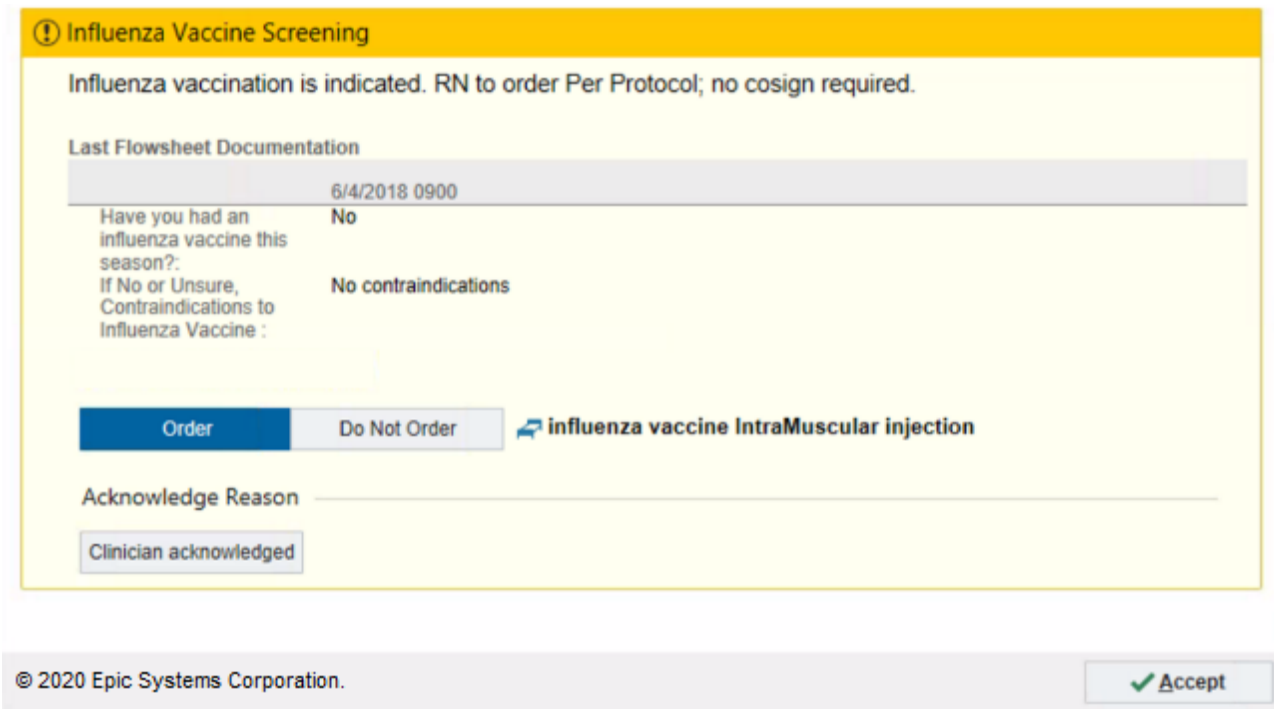 Influenza Vaccine Screening
Influenza vaccination is indicated. RN to order Per Protocol; no cosign required.
Last Flowsheet Documentation
6/4/2018 0900
Have you had an No
influenza vaccine this
season?:
If No or Unsure, No contraindications
Contraindications to
Influenza Vaccine :
Order Do Not Order influenza vaccine IntraMuscular injection
Acknowledge Reason
Clinician acknowledged
© 2020 Epic Systems Corporation. Accept